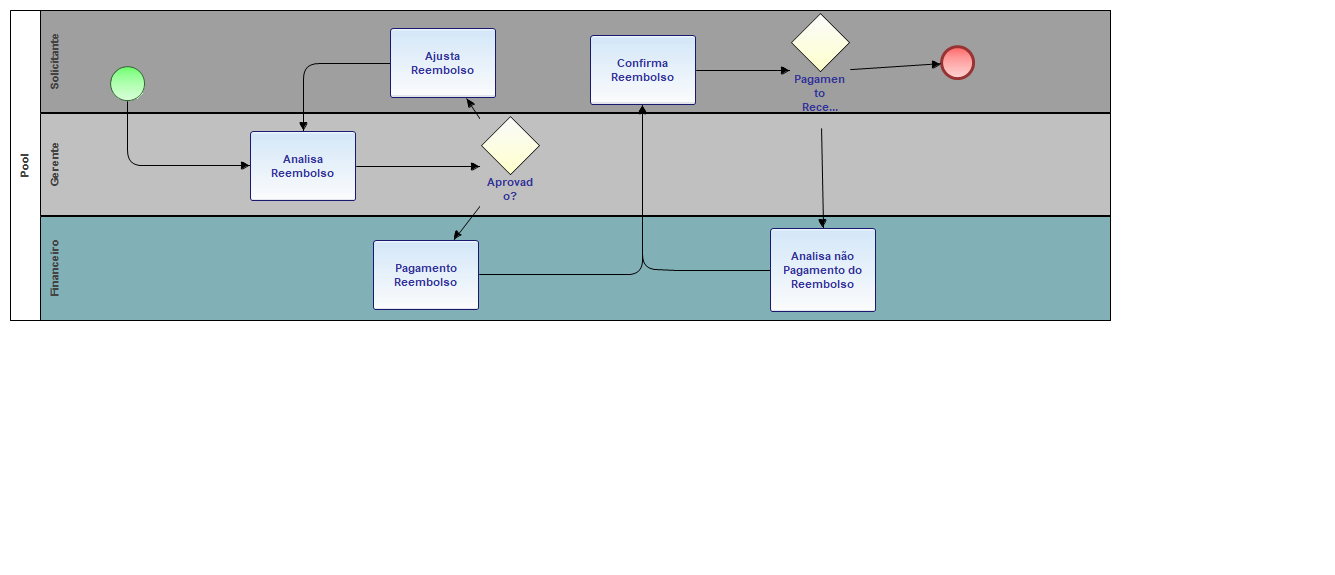 Pool
Solicitante
Ajusta
Reembolso
Confirma
Reembolso
Pagamen
to
Rece...
Gerente
Analisa
Reembolso
Aprovad
o?
Financeiro
Pagamento
Reembolso
Analisa não
Pagamento do
Reembolso